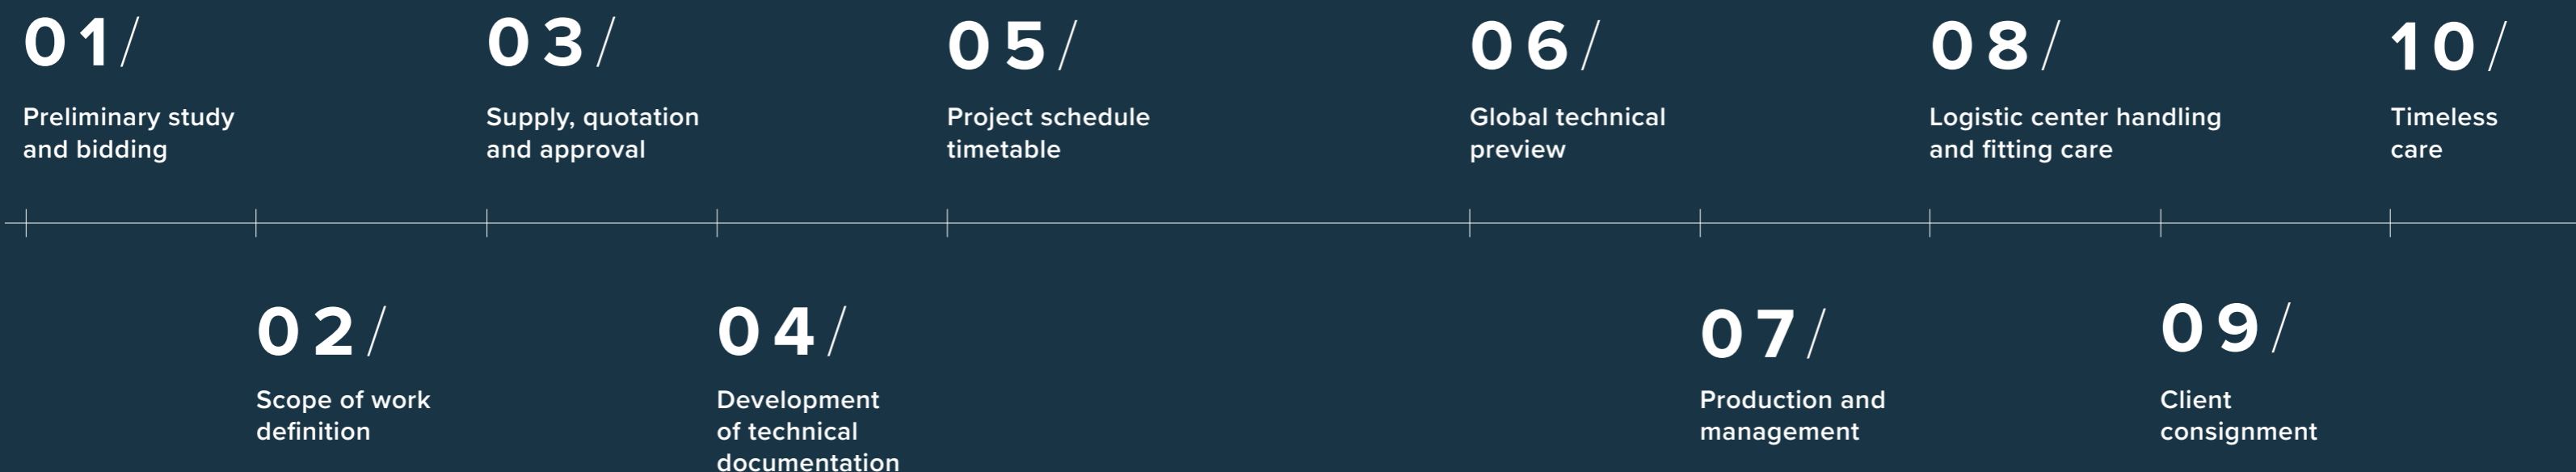 01/
Preliminary study
and bidding
02/
Scope of work
definition
03/
Supply, quotation
and approval
04/
Development
of technical
documentation
05/
Project schedule
timetable
06/
Global technical
preview
07/
Production and
management
08/
Logistic center handling
and fitting care
09/
Client
consignment
10/
Timeless
care